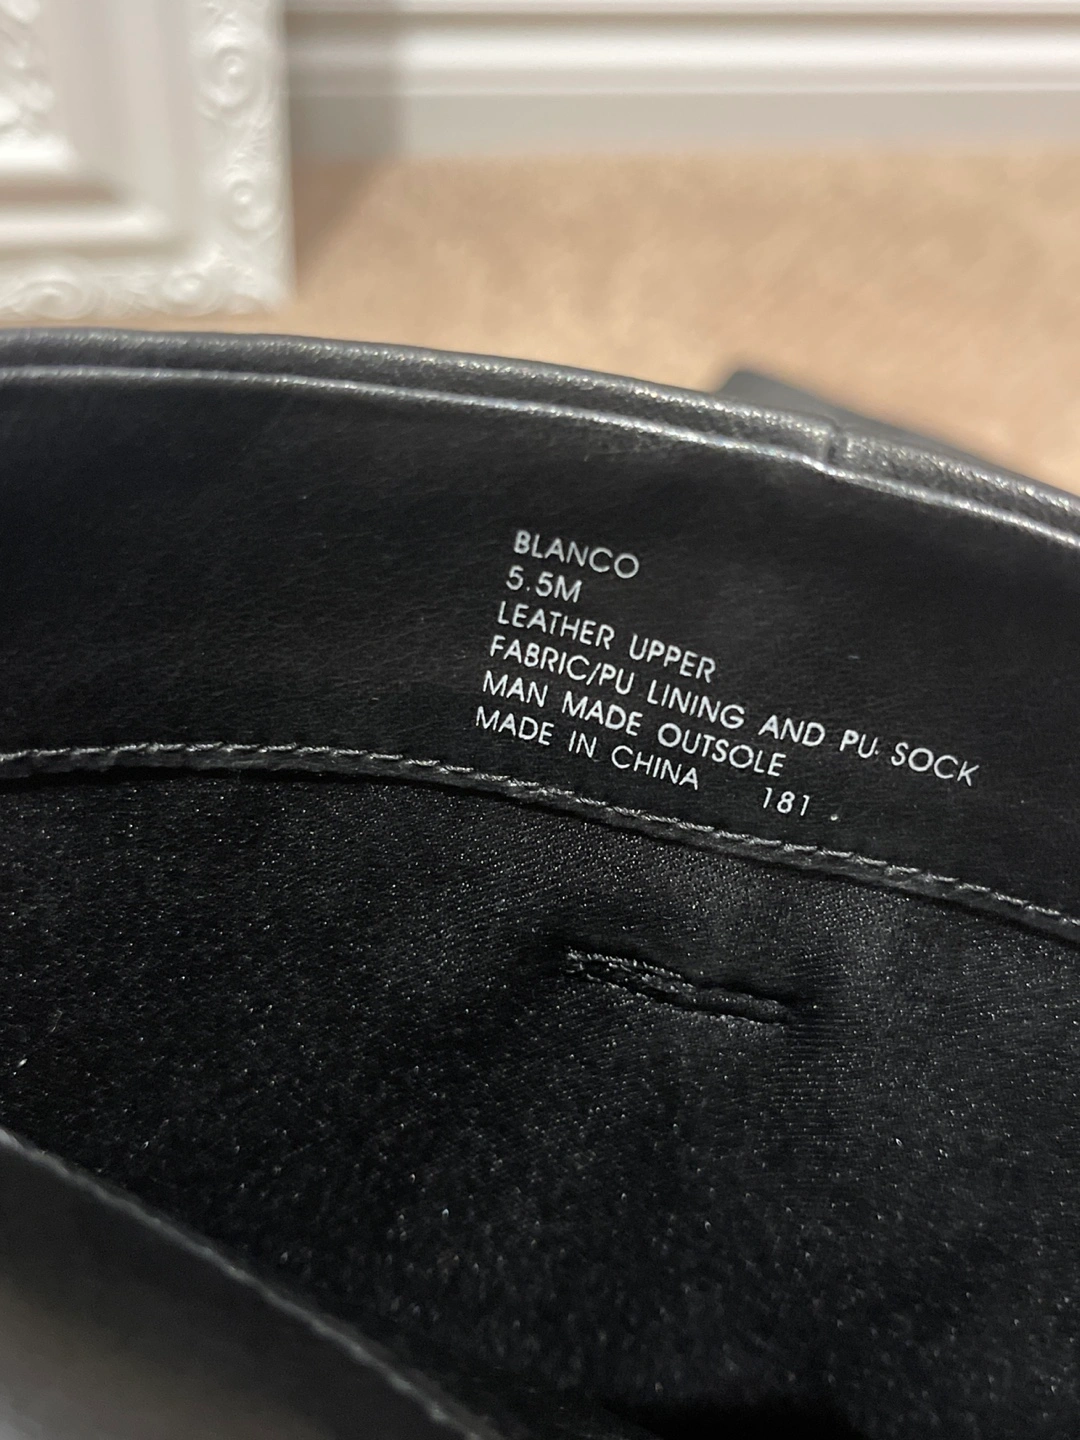 BLANCO
5.5M
LEATHER UPPER
FABRIC/PU LINING AND PU SOCK
MAN MADE OUTSOLE
MADE IN CHINA 181